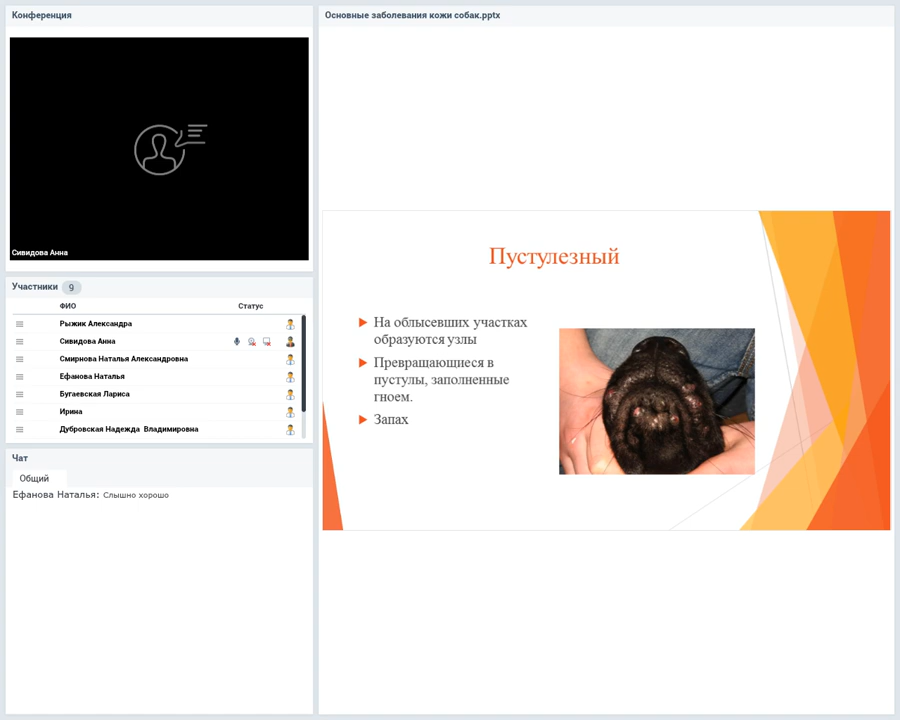 Конференция
Сивидова Анна
Участники 9
ФИО Статус
Рыжик Александра
Сивидова Анна
Смирнова Наталья Александровна
Ефанова Наталья
Бугаевская Лариса
Ирина
Дубровская Надежда Владимировна
Чат
Общий
Ефанова Наталья: Слышно хорошо
Основные заболевания кожи собак.pptx
Пустулезный
На облысевших участках
образуются узлы
Превращающиеся в
пустулы, заполненные
гноем.
Запах